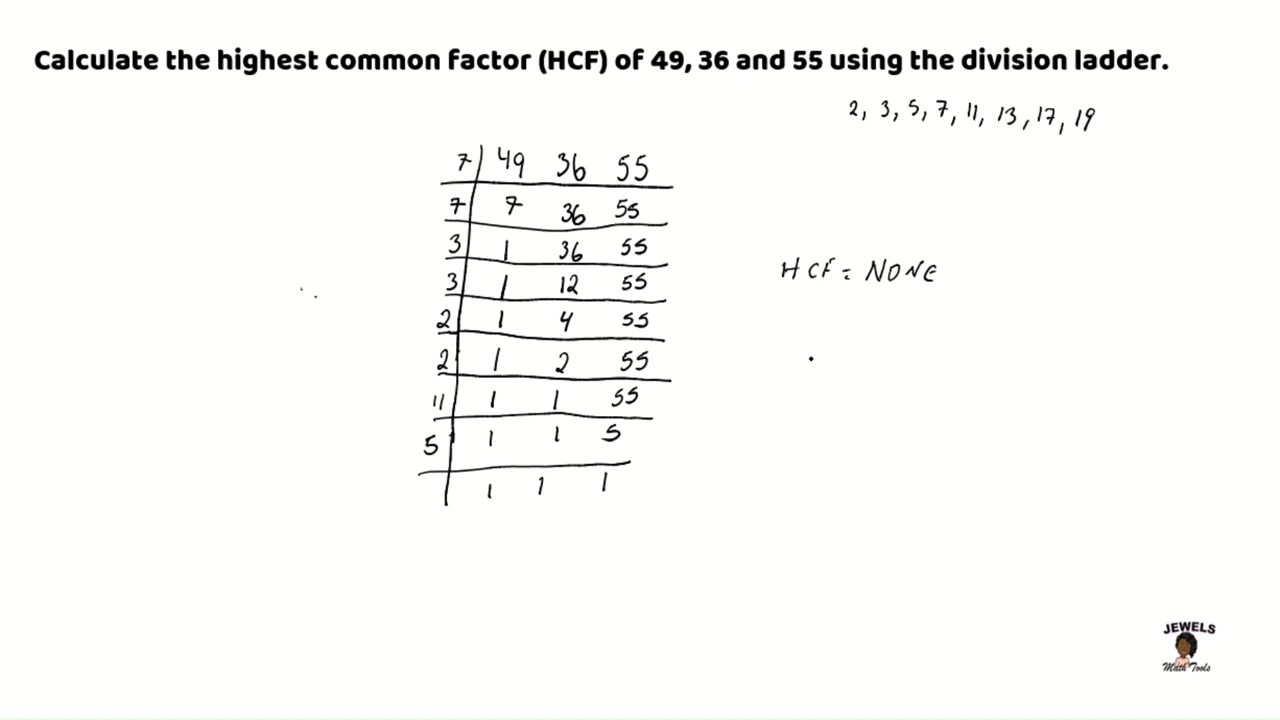 Calculate the highest common factor (HCF) of 49, 36 and 55 using the division ladder.
2, 3, 5, 7, 11, 13, 17, 19
7 49 36 55
7 7 36 55
3 1 36 55
HCF = NONE
3 1 12 55
2 1 4 55
2 1 2 55
11 1 1 55
5 1 1 5
1 1 1
JEWELS
Math Tools